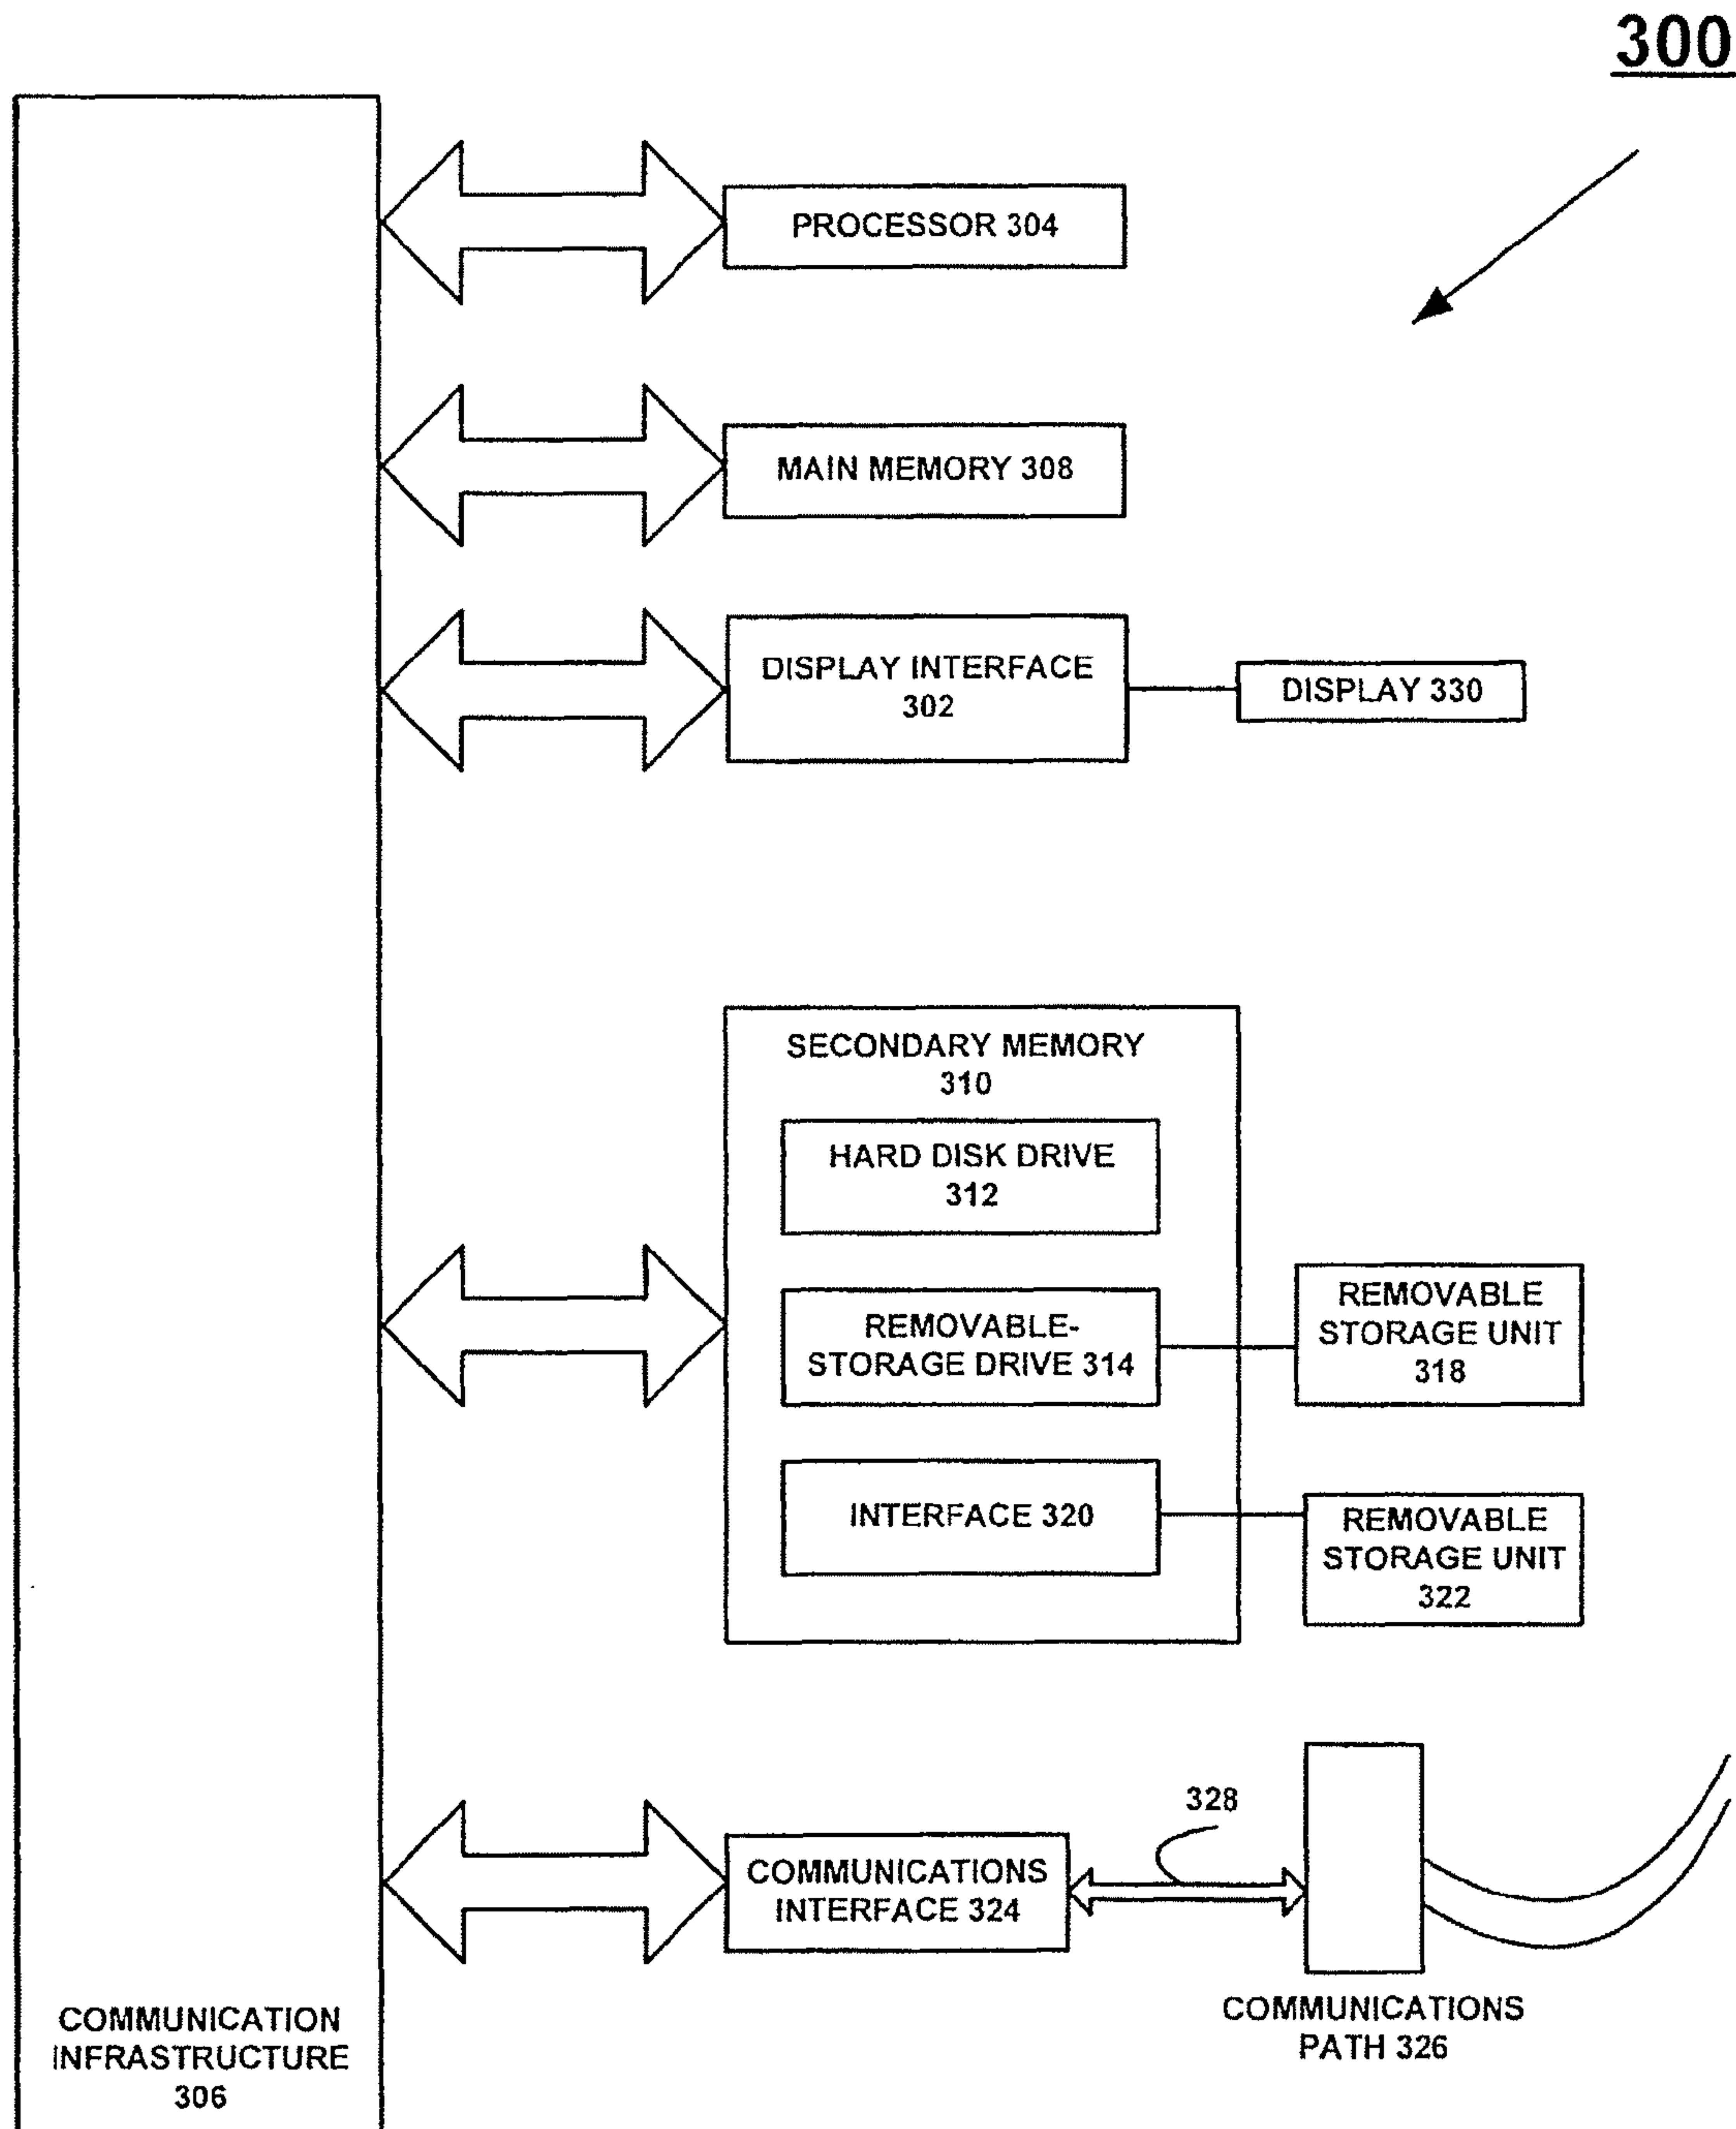 300
PROCESSOR 304
MAIN MEMORY 308
DISPLAY INTERFACE
302
DISPLAY 330
SECONDARY MEMORY
310
HARD DISK DRIVE
312
REMOVABLE-
STORAGE DRIVE 314
REMOVABLE
STORAGE UNIT
318
INTERFACE 320
REMOVABLE
STORAGE UNIT
322
328
COMMUNICATIONS
INTERFACE 324
COMMUNICATIONS
PATH 326
COMMUNICATION
INFRASTRUCTURE
306